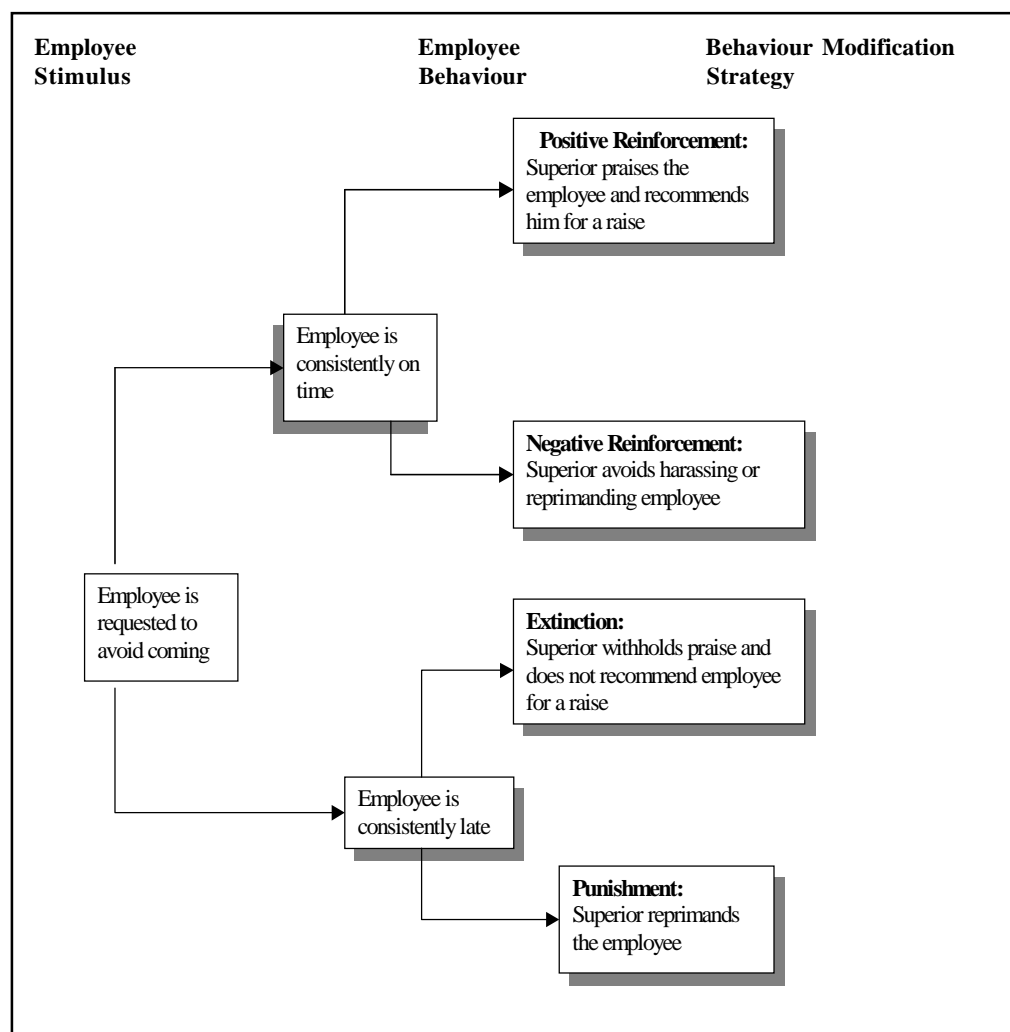 Employee Stimulus
Employee Behaviour
Behaviour Modification Strategy
Positive Reinforcement:
Superior praises the
employee and recommends
him for a raise
Employee is
consistently on
time
Negative Reinforcement:
Superior avoids harassing or
reprimanding employee
Employee is
requested to
avoid coming
Extinction:
Superior withholds praise and
does not recommend employee
for a raise
Employee is
consistently late
Punishment:
Superior reprimands
the employee